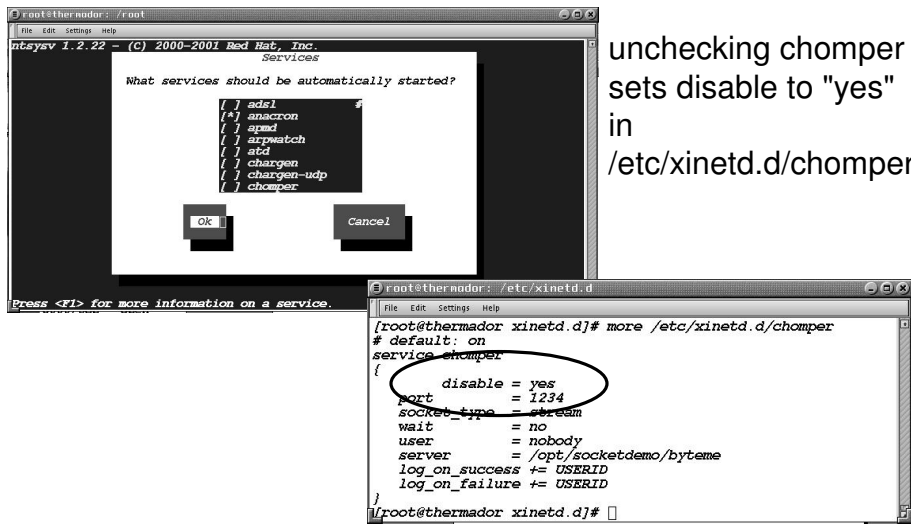 root@thermador: /root
File Edit Settings Help
ntsysv 1.2.22 - (C) 2000-2001 Red Hat, Inc.
Services
What services should be automatically started?
[ ] adsl #
[*] anacron
[ ] apmd
[ ] arpwatch
[ ] atd
[ ] chargen
[ ] chargen-udp
[ ] chomper
Ok
Cancel
Press <F1> for more information on a service.
unchecking chomper
sets disable to "yes"
in
/etc/xinetd.d/chomper
root@thermador: /etc/xinetd.d
File Edit Settings Help
[root@thermador xinetd.d]# more /etc/xinetd.d/chomper
# default: on
service chomper
{
disable = yes
port = 1234
socket_type = stream
wait = no
user = nobody
server = /opt/socketdemo/byteme
log_on_success += USERID
log_on_failure += USERID
}
[root@thermador xinetd.d]#